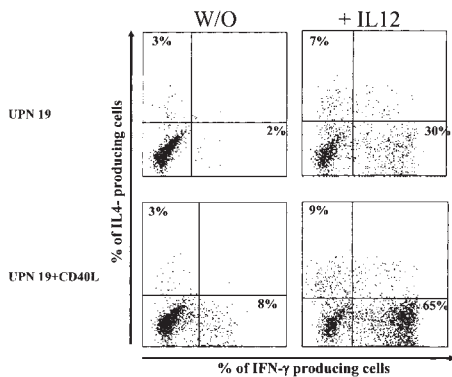 W/O
+ IL12
3%
7%
UPN 19
2%
30%
% of IL4- producing cells
3%
9%
UPN 19+CD40L
8%
65%
% of IFN-γ producing cells